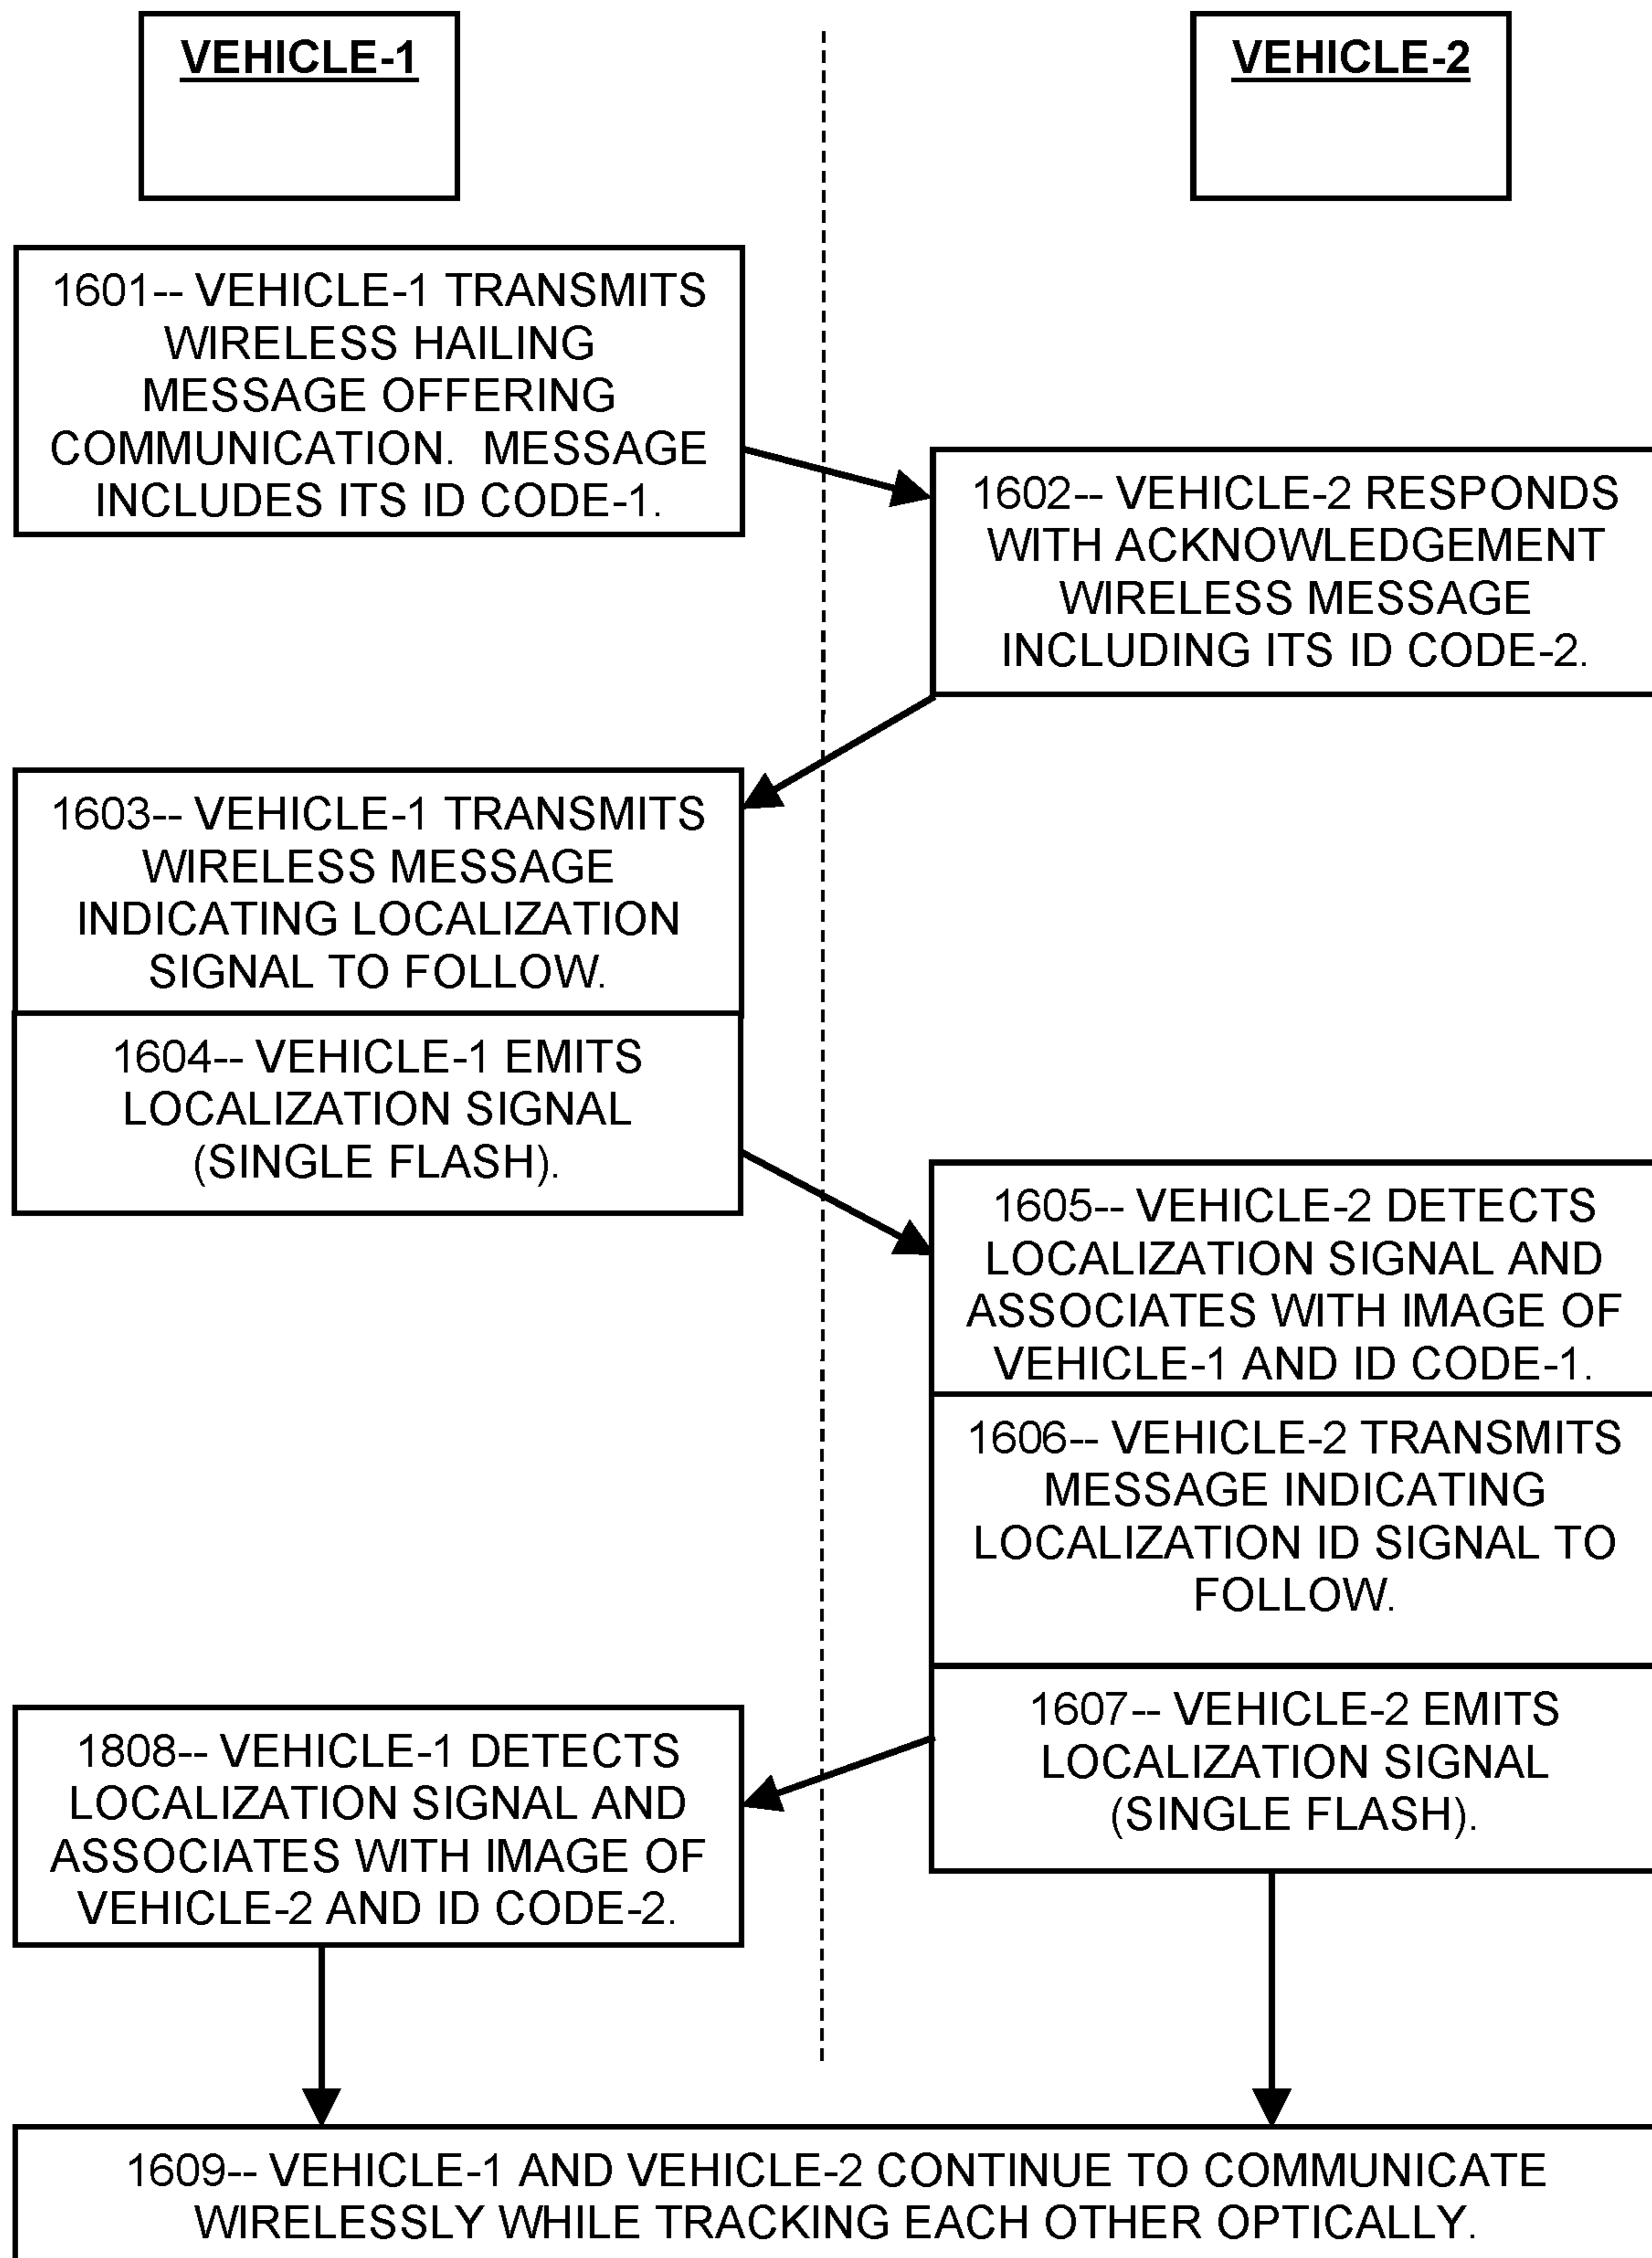 VEHICLE-1
VEHICLE-2
1601-- VEHICLE-1 TRANSMITS
WIRELESS HAILING
MESSAGE OFFERING
COMMUNICATION.  MESSAGE
INCLUDES ITS ID CODE-1.
1602-- VEHICLE-2 RESPONDS
WITH ACKNOWLEDGEMENT
WIRELESS MESSAGE
INCLUDING ITS ID CODE-2.
1603-- VEHICLE-1 TRANSMITS
WIRELESS MESSAGE
INDICATING LOCALIZATION
SIGNAL TO FOLLOW.
1604-- VEHICLE-1 EMITS
LOCALIZATION SIGNAL
(SINGLE FLASH).
1605-- VEHICLE-2 DETECTS
LOCALIZATION SIGNAL AND
ASSOCIATES WITH IMAGE OF
VEHICLE-1 AND ID CODE-1.
1606-- VEHICLE-2 TRANSMITS
MESSAGE INDICATING
LOCALIZATION ID SIGNAL TO
FOLLOW.
1607-- VEHICLE-2 EMITS
LOCALIZATION SIGNAL
(SINGLE FLASH).
1808-- VEHICLE-1 DETECTS
LOCALIZATION SIGNAL AND
ASSOCIATES WITH IMAGE OF
VEHICLE-2 AND ID CODE-2.
1609-- VEHICLE-1 AND VEHICLE-2 CONTINUE TO COMMUNICATE
WIRELESSLY WHILE TRACKING EACH OTHER OPTICALLY.